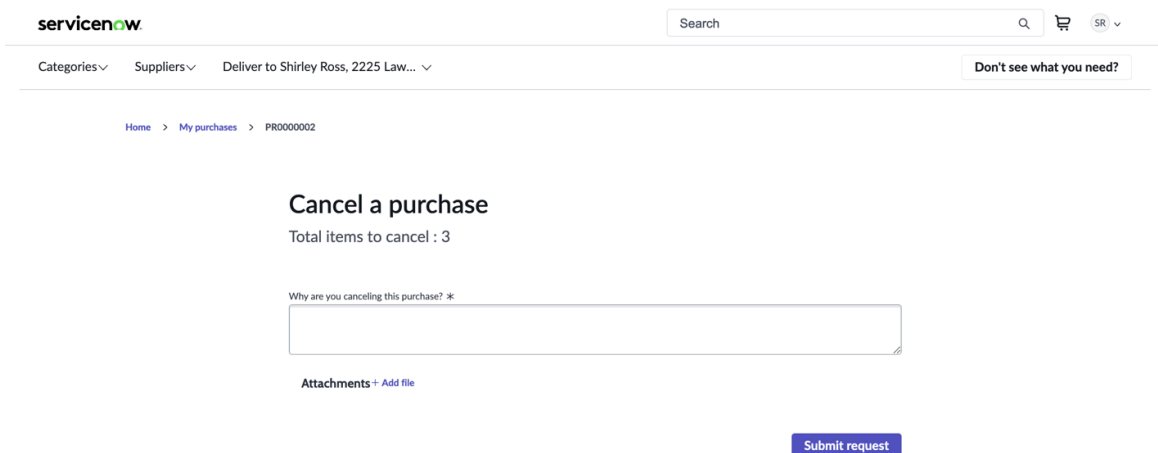 servicenow
Search
SR
Categories Suppliers Deliver to Shirley Ross, 2225 Law... Don't see what you need?
Home > My purchases > PR0000002
Cancel a purchase
Total items to cancel : 3
Why are you canceling this purchase? *
Attachments + Add file
Submit request